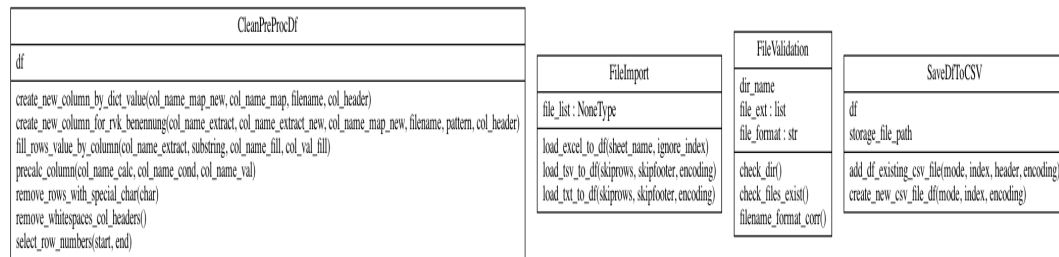 CleanPreProcDf
df
create_new_column_by_dict_value(col_name_map_new, col_name_map, filename, col_header)
create_new_column_for_rvk_benennung(col_name_extract, col_name_extract_new, col_name_map_new, filename, pattern, col_header)
fill_rows_value_by_column(col_name_extract, substring, col_name_fill, col_val_fill)
precalc_column(col_name_calc, col_name_cond, col_name_val)
remove_rows_with_special_char(char)
remove_whitespaces_col_headers()
select_row_numbers(start, end)
FileImport
file_list : NoneType
load_excel_to_df(sheet_name, ignore_index)
load_tsv_to_df(skiprows, skipfooter, encoding)
load_txt_to_df(skiprows, skipfooter, encoding)
FileValidation
dir_name
file_ext : list
file_format : str
check_dir()
check_files_exist()
filename_format_corr()
SaveDfToCSV
df
storage_file_path
add_df_existing_csv_file(mode, index, header, encoding)
create_new_csv_file_df(mode, index, encoding)